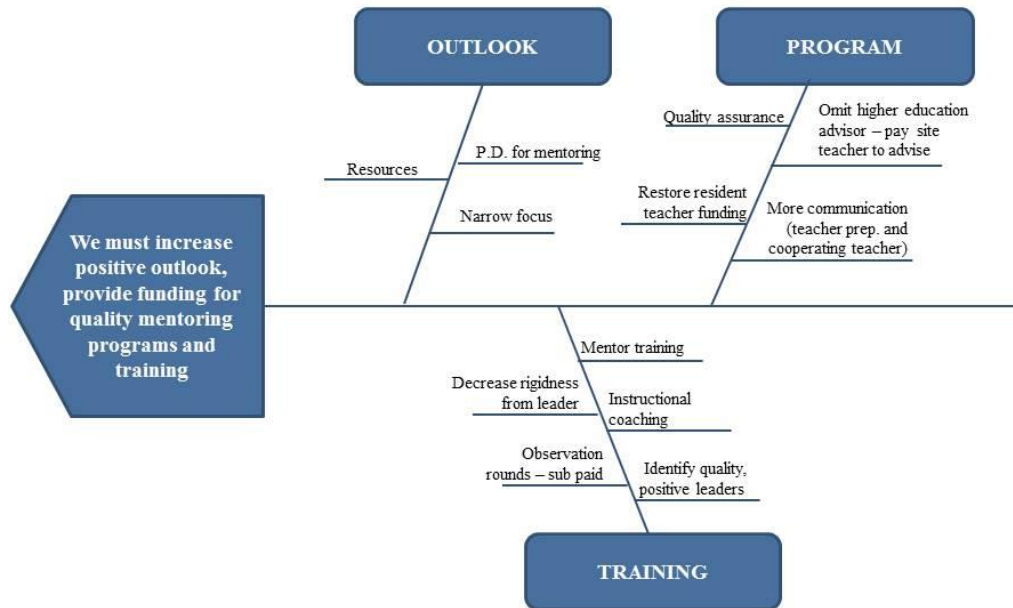 OUTLOOK
PROGRAM
Resources
P.D. for mentoring
Narrow focus
Quality assurance
Omit higher education
advisor – pay site
teacher to advise
Restore resident
teacher funding
More communication
(teacher prep. and
cooperating teacher)
We must increase
positive outlook,
provide funding for
quality mentoring
programs and
training
Mentor training
Decrease rigidness
from leader
Instructional
coaching
Observation
rounds – sub paid
Identify quality,
positive leaders
TRAINING